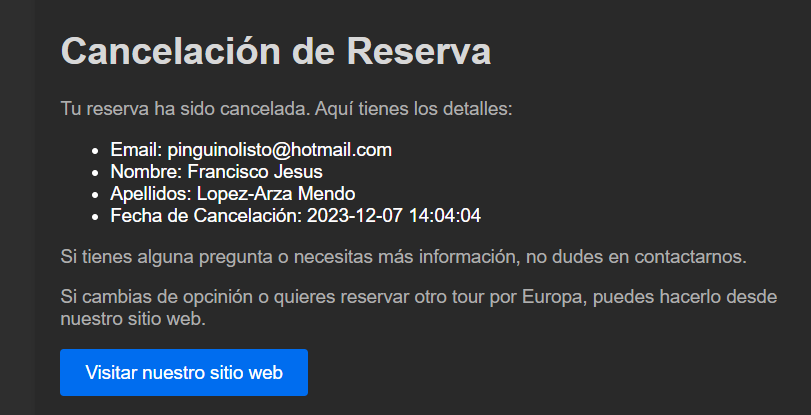 Cancelación de Reserva
Tu reserva ha sido cancelada. Aquí tienes los detalles:
• Email: pinguinolisto@hotmail.com
• Nombre: Francisco Jesus
• Apellidos: Lopez-Arza Mendo
• Fecha de Cancelación: 2023-12-07 14:04:04
Si tienes alguna pregunta o necesitas más información, no dudes en contactarnos.
Si cambias de opcinión o quieres reservar otro tour por Europa, puedes hacerlo desde
nuestro sitio web.
Visitar nuestro sitio web